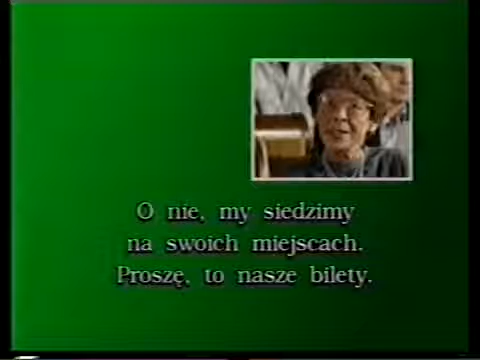 O nie, my siedzimy
na swoich miejscach.
Proszę, to nasze bilety.